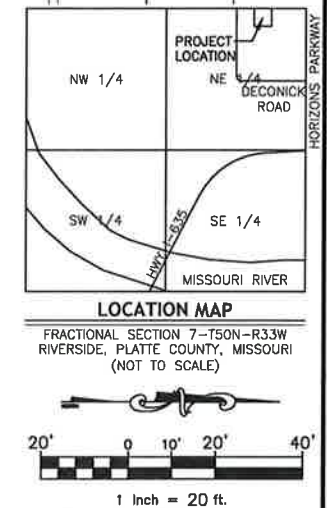 PROJECT
LOCATION
NW 1/4
NE 1/4
DECONICK
ROAD
HORIZONS PARKWAY
SW 1/4
HWY I-635
SE 1/4
MISSOURI RIVER
LOCATION MAP
FRACTIONAL SECTION 7-T50N-R33W
RIVERSIDE, PLATTE COUNTY, MISSOURI
(NOT TO SCALE)
20' 0 10' 20' 40'
1 Inch = 20 ft.